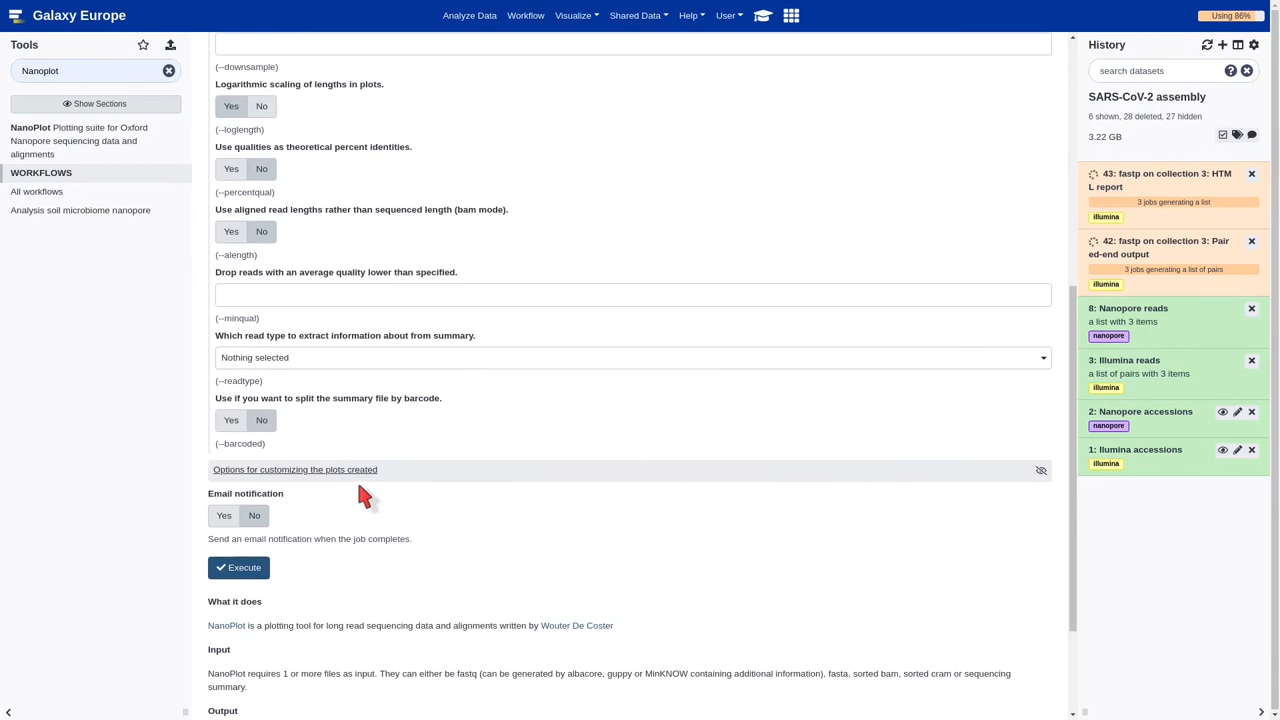 Galaxy Europe
Analyze Data Workflow Visualize Shared Data Help User
Using 86%
Tools
Nanoplot
Show Sections
NanoPlot Plotting suite for Oxford
Nanopore sequencing data and
alignments
WORKFLOWS
All workflows
Analysis soil microbiome nanopore
(--downsample)
Logarithmic scaling of lengths in plots.
Yes No
(--loglength)
Use qualities as theoretical percent identities.
Yes No
(--percentqual)
Use aligned read lengths rather than sequenced length (bam mode).
Yes No
(--alength)
Drop reads with an average quality lower than specified.
(--minqual)
Which read type to extract information about from summary.
Nothing selected
(--readtype)
Use if you want to split the summary file by barcode.
Yes No
(--barcoded)
Options for customizing the plots created
Email notification
Yes No
Send an email notification when the job completes.
Execute
What it does
NanoPlot is a plotting tool for long read sequencing data and alignments written by Wouter De Coster
Input
NanoPlot requires 1 or more files as input. They can either be fastq (can be generated by albacore, guppy or MinKNOW containing additional information), fasta, sorted bam, sorted cram or sequencing
summary.
Output
History
search datasets
SARS-CoV-2 assembly
6 shown, 28 deleted, 27 hidden
3.22 GB
43: fastp on collection 3: HTM
L report
3 jobs generating a list
illumina
42: fastp on collection 3: Pair
ed-end output
3 jobs generating a list of pairs
illumina
8: Nanopore reads
a list with 3 items
nanopore
3: Illumina reads
a list of pairs with 3 items
illumina
2: Nanopore accessions
nanopore
1: Ilumina accessions
illumina